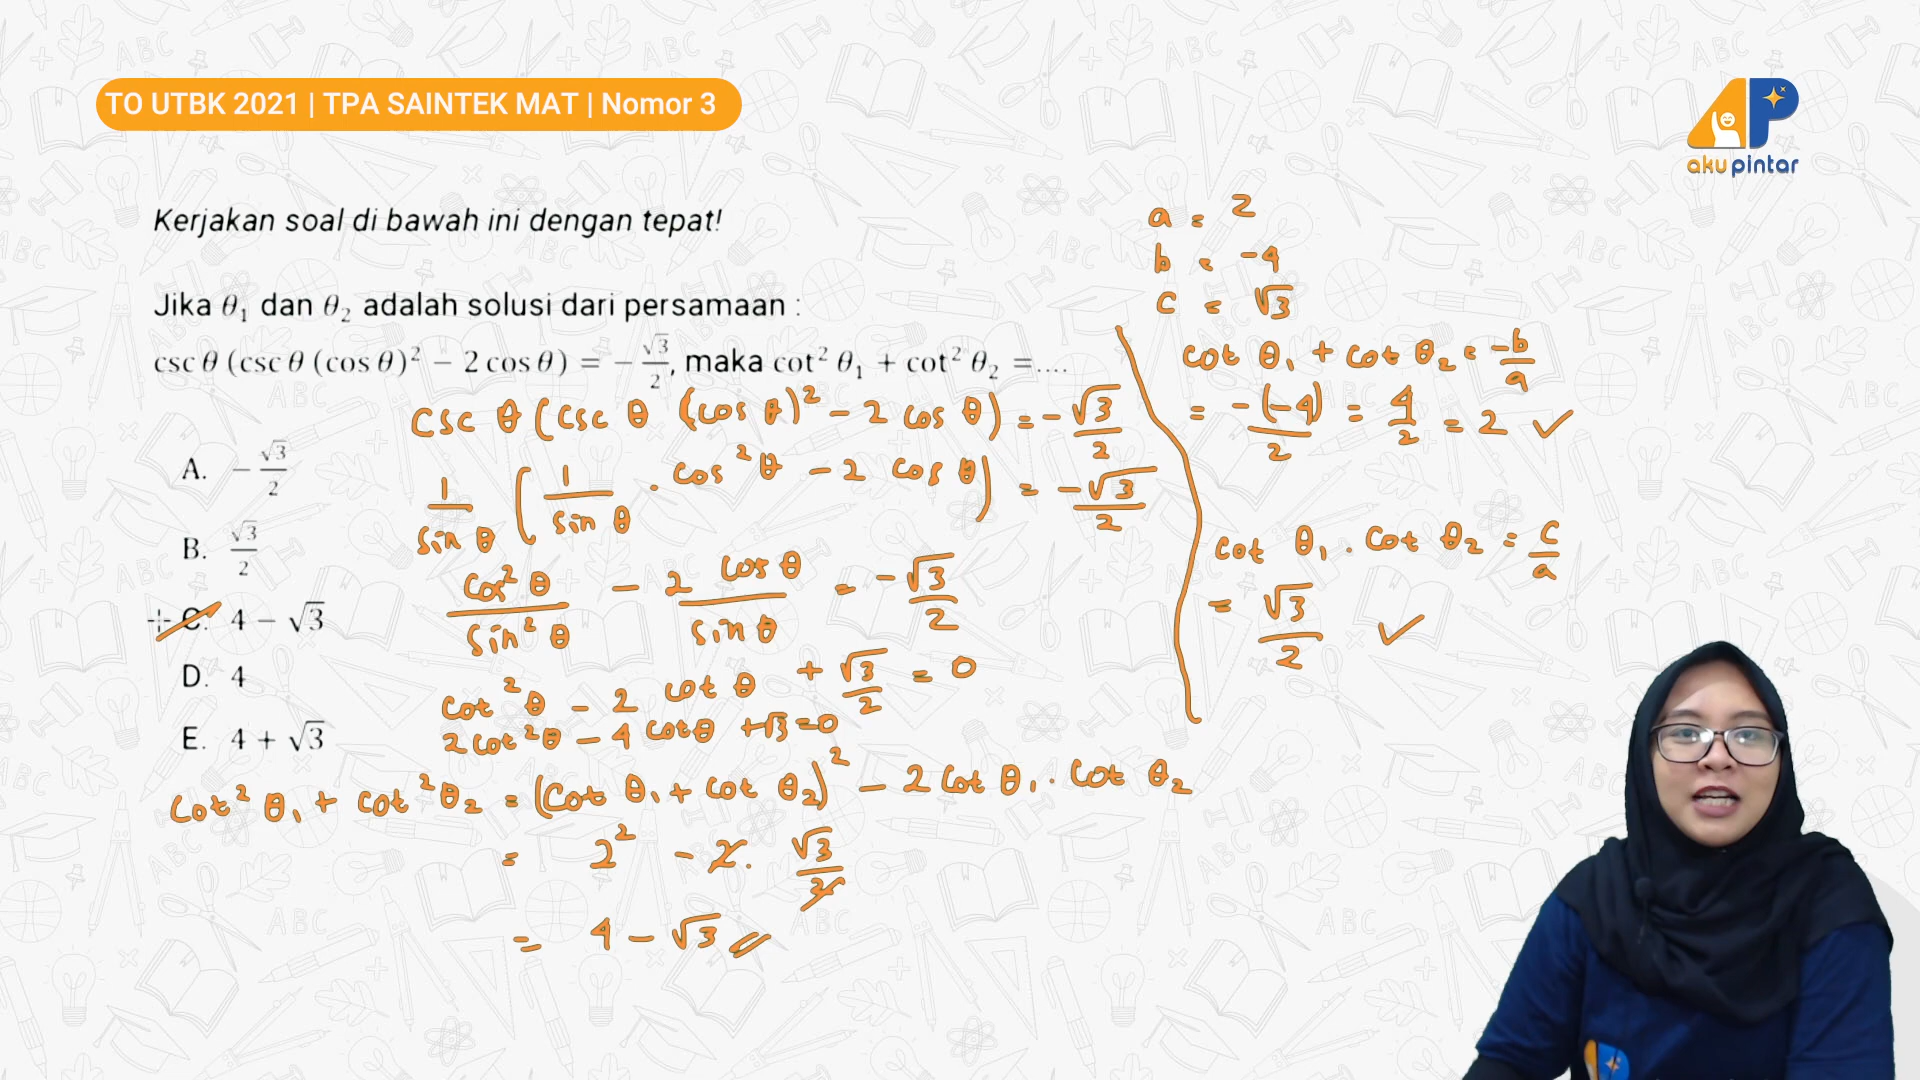 TO UTBK 2021 | TPA SAINTEK MAT | Nomor 3
aku pintar
Kerjakan soal di bawah ini dengan tepat!
Jika θ₁ dan θ₂ adalah solusi dari persamaan :
csc θ (csc θ (cos θ)² − 2 cos θ) = − √3/2, maka cot² θ₁ + cot² θ₂ = ....
A. − √3/2
B. √3/2
C. 4 − √3
D. 4
E. 4 + √3
csc θ (csc θ (cos θ)² − 2 cos θ) = − √3/2
1/sin θ (1/sin θ . cos² θ − 2 cos θ) = −√3/2
cos² θ/sin² θ − 2 cos θ/sin θ = − √3/2
cot² θ − 2 cot θ + √3/2 = 0
2 cot² θ − 4 cot θ + √3 = 0
cot² θ₁ + cot² θ₂ = (cot θ₁ + cot θ₂)² − 2 cot θ₁ . cot θ₂
= 2² − 2 . √3/2
= 4 − √3
a = 2
b = −4
c = √3
cot θ₁ + cot θ₂ = −b/a
= −(−4)/2 = 4/2 = 2 ✓
cot θ₁ . cot θ₂ = c/a
= √3/2 ✓
ABC